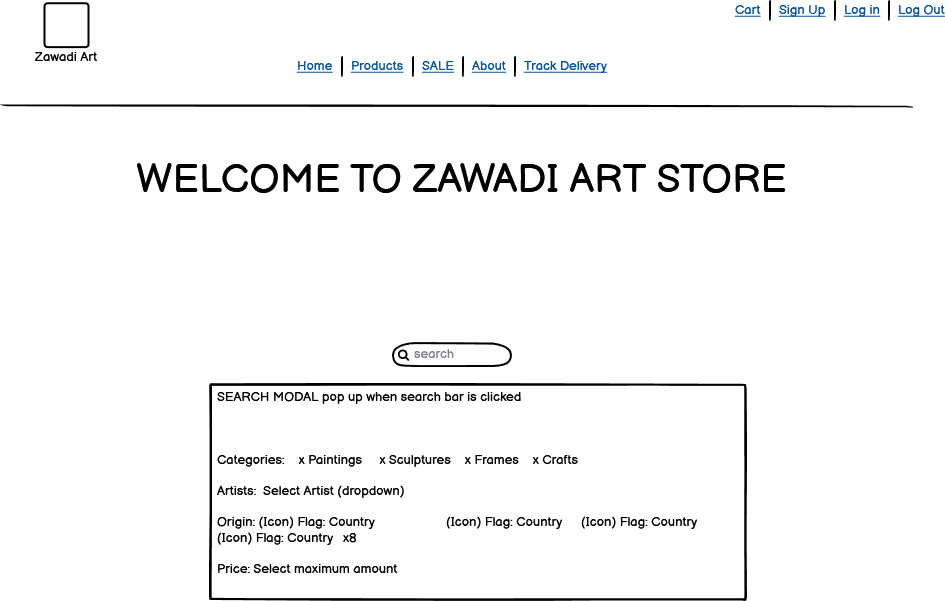 Cart Sign Up Log in Log Out
Zawadi Art
Home Products SALE About Track Delivery
WELCOME TO ZAWADI ART STORE
search
SEARCH MODAL pop up when search bar is clicked
Categories: x Paintings x Sculptures x Frames x Crafts
Artists: Select Artist (dropdown)
Origin: (Icon) Flag: Country (Icon) Flag: Country (Icon) Flag: Country
(Icon) Flag: Country x8
Price: Select maximum amount